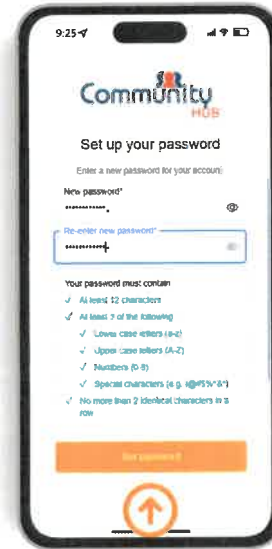 9:25
Community
HUB
Set up your password
Enter a new password for your account
New password*
Re-enter new password*
Your password must contain
At least 12 characters
At least 3 of the following
Lower case letters (a-z)
Upper case letters (A-Z)
Numbers (0-9)
Special characters (e.g. !@#$%^&*)
No more than 2 identical characters in a
row
Set password